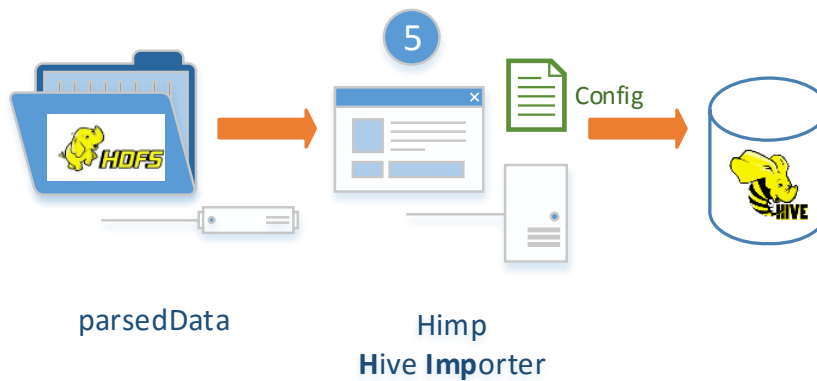 5
Config
HDFS
HIVE
parsedData
Himp
Hive Importer